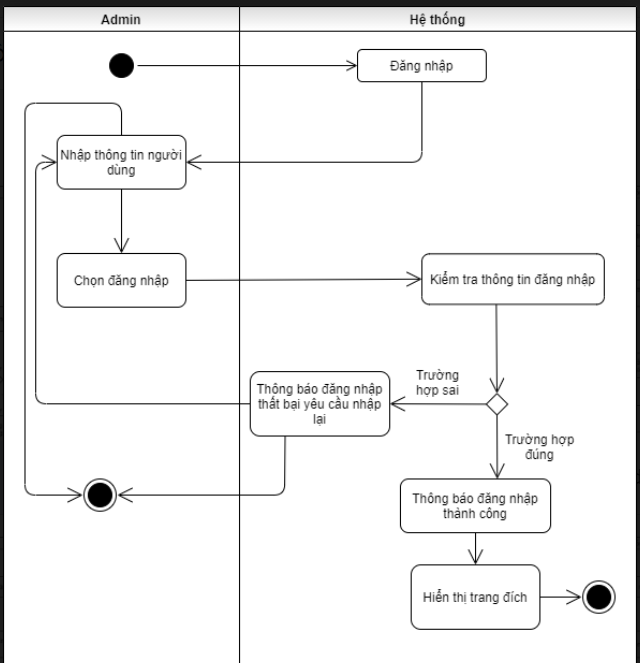 Admin
Hệ thống
Đăng nhập
Nhập thông tin người
dùng
Chọn đăng nhập
Kiểm tra thông tin đăng nhập
Trường
hợp sai
Thông báo đăng nhập
thất bại yêu cầu nhập
lại
Trường hợp
đúng
Thông báo đăng nhập
thành công
Hiển thị trang đích